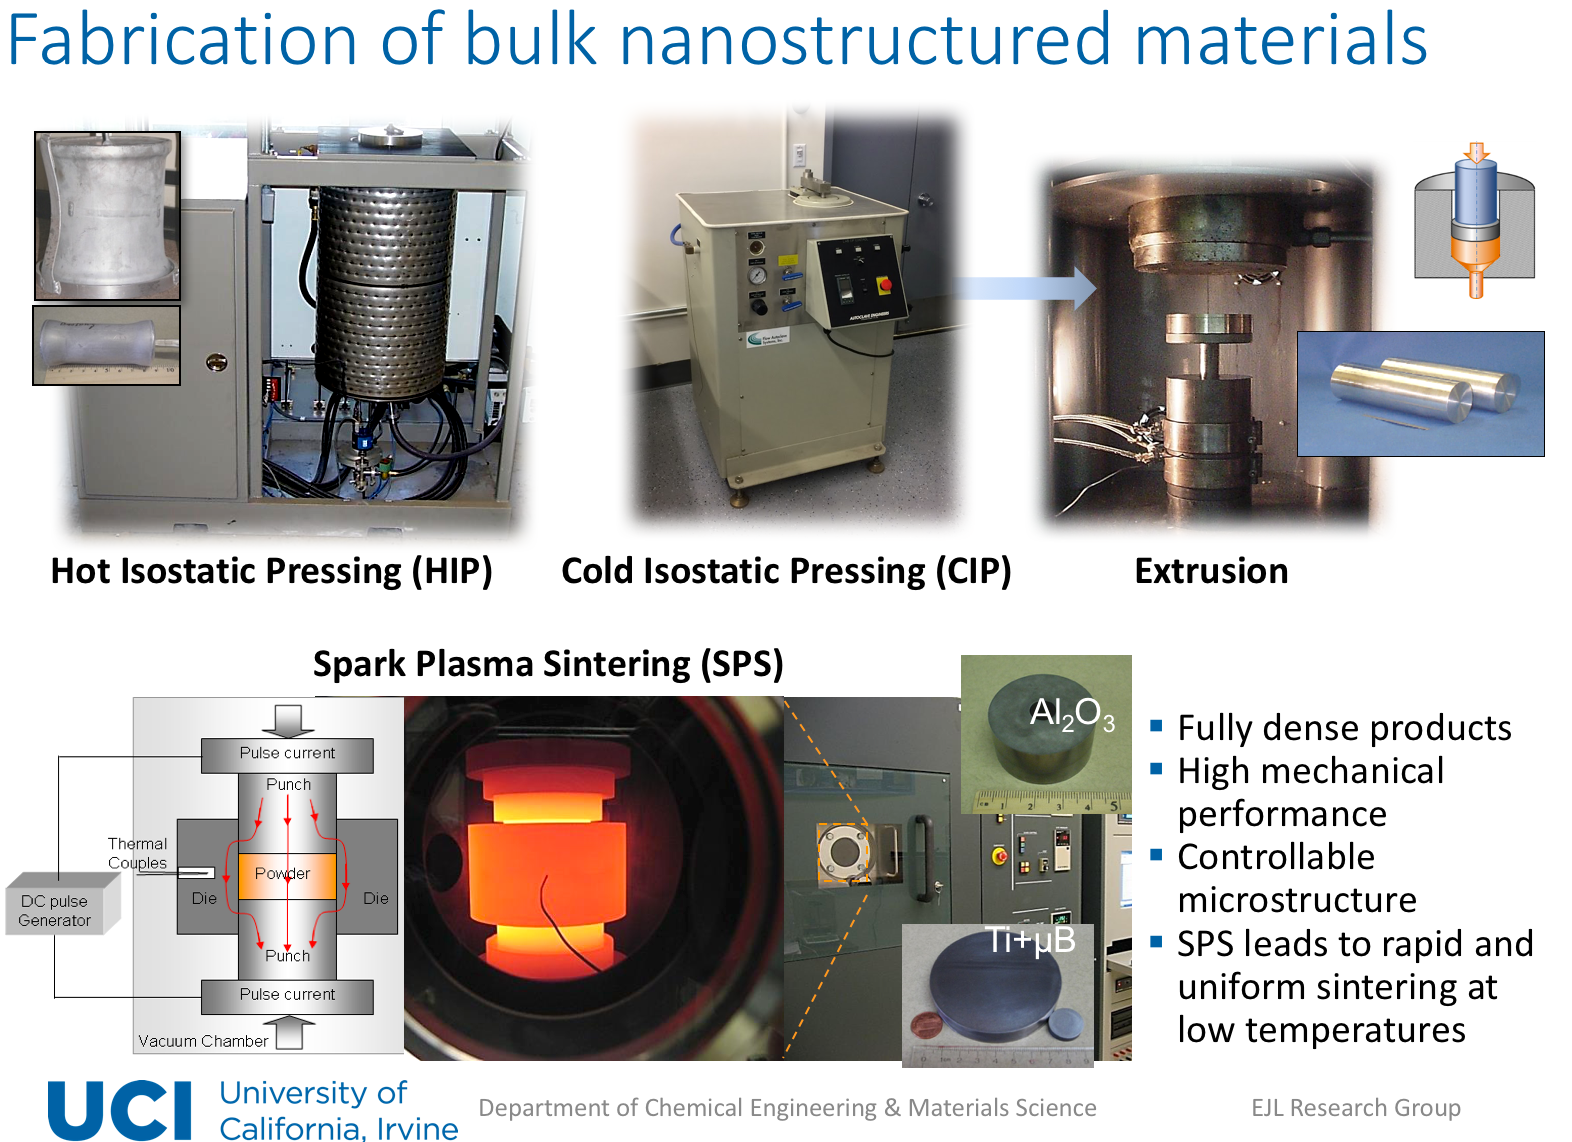 Fabrication of bulk nanostructured materials
Hot Isostatic Pressing (HIP)
Cold Isostatic Pressing (CIP)
Extrusion
Spark Plasma Sintering (SPS)
Pulse current
Punch
Thermal
Couples
Powder
Die
Die
DC pulse
Generator
Punch
Pulse current
Vacuum Chamber
Al₂O₃
Ti+µB
▪ Fully dense products
▪ High mechanical
performance
▪ Controllable
microstructure
▪ SPS leads to rapid and
uniform sintering at
low temperatures
UCI
University of
California, Irvine
Department of Chemical Engineering & Materials Science
EJL Research Group